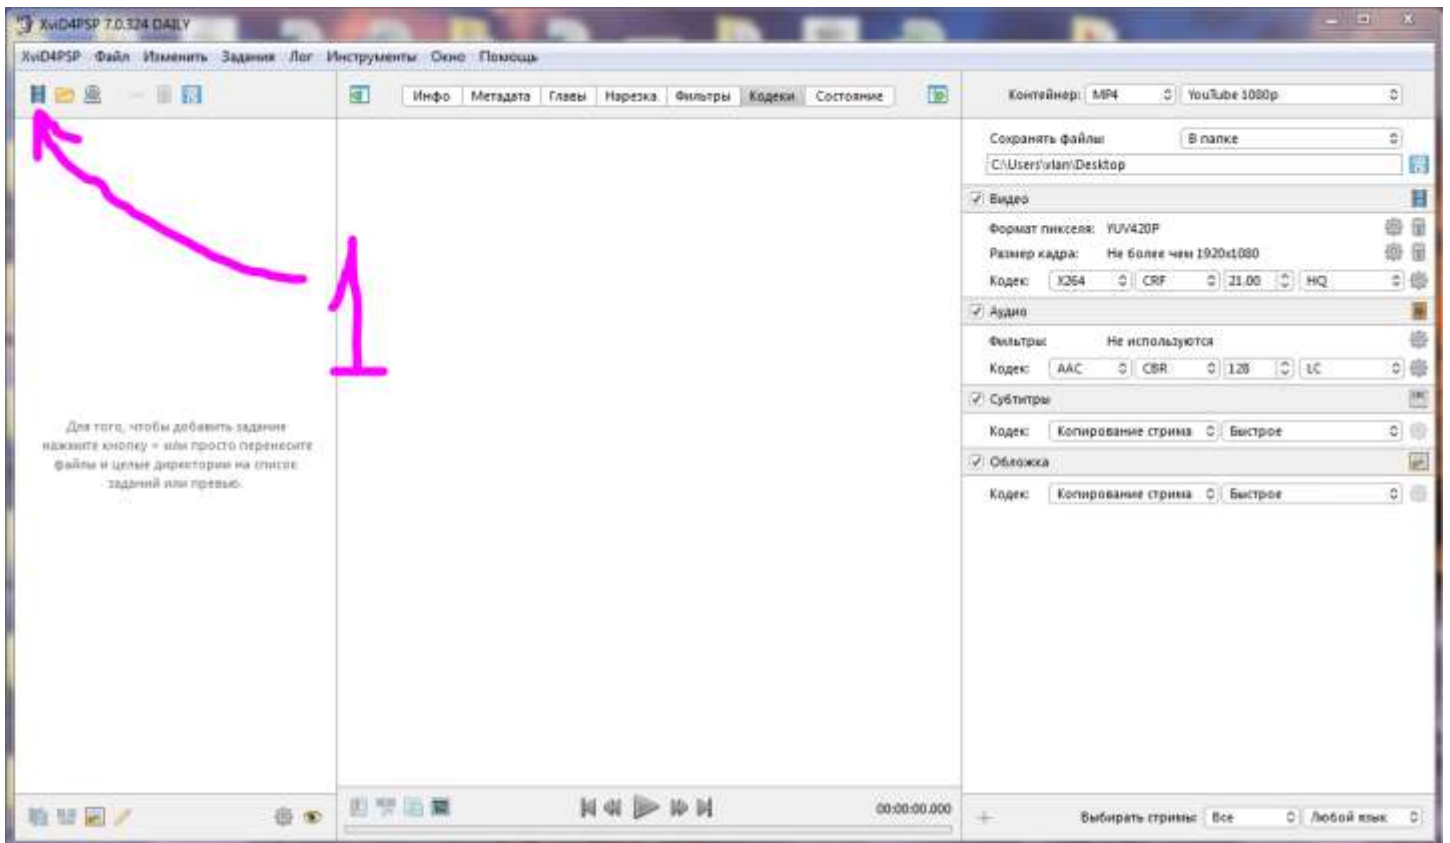 XviD4PSP 7.0.324 DAILY
XviD4PSP Файл Изменить Задания Лог Инструменты Окно Помощь
Инфо Метадата Главы Нарезка Фильтры Кодеки Состояние
Контейнер: MP4 YouTube 1080p
Сохранять файлы: В папке
C:\Users\vlan\Desktop
Видео
Формат пикселя: YUV420P
Размер кадра: Не более чем 1920x1080
Кодек: X264 CRF 21.00 HQ
Аудио
Фильтры: Не используются
Кодек: AAC CBR 128 LC
Субтитры
Кодек: Копирование стрима Быстрое
Обложка
Кодек: Копирование стрима Быстрое
1
Для того, чтобы добавить задание
нажмите кнопку + или просто перенесите
файлы и целые директории на список
заданий или превью.
00:00:00.000
Выбирать стримы: Все Любой язык